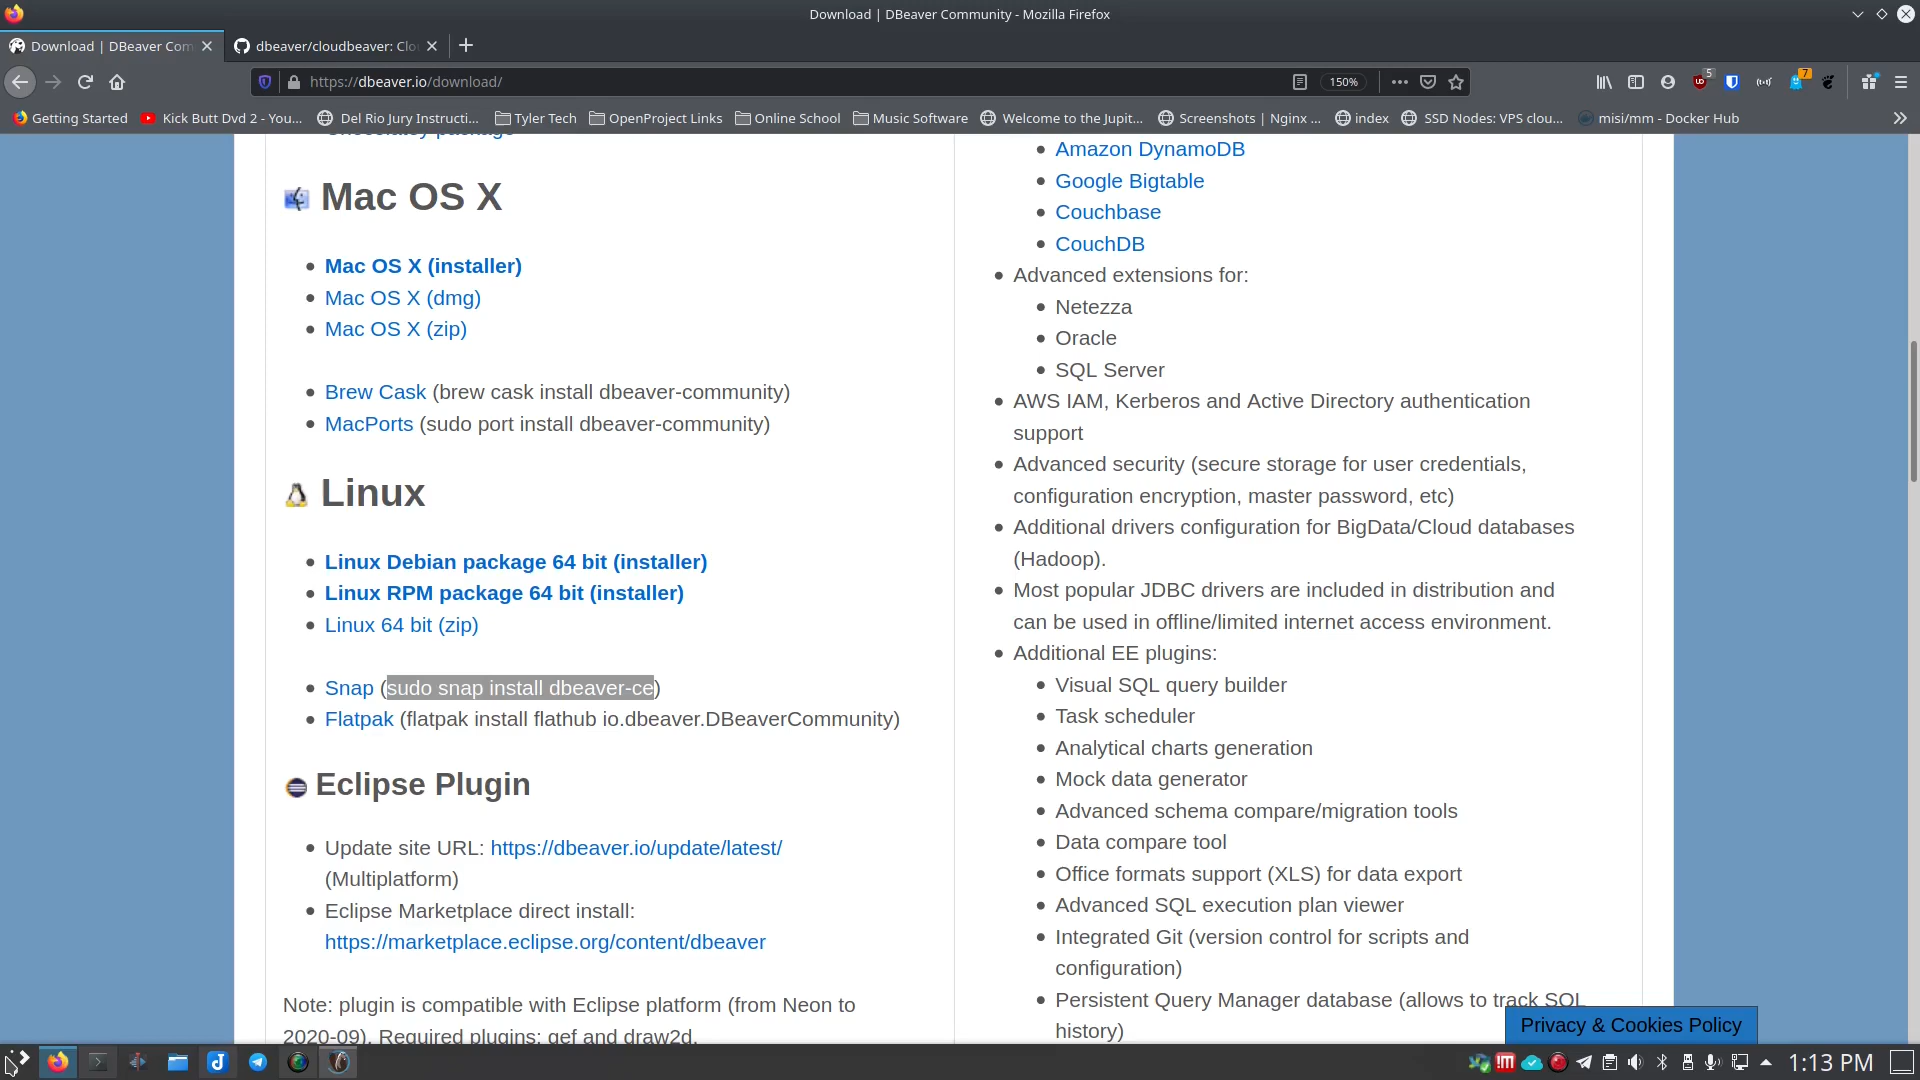 Download | DBeaver Community - Mozilla Firefox
Download | DBeaver Com
dbeaver/cloudbeaver: Clo
https://dbeaver.io/download/
150%
5
7
Getting Started
Kick Butt Dvd 2 - You...
Del Rio Jury Instructi...
Tyler Tech
OpenProject Links
Online School
Music Software
Welcome to the Jupit...
Screenshots | Nginx ...
index
SSD Nodes: VPS clou...
misi/mm - Docker Hub
Chocolatey package
Mac OS X
Mac OS X (installer)
Mac OS X (dmg)
Mac OS X (zip)
Brew Cask (brew cask install dbeaver-community)
MacPorts (sudo port install dbeaver-community)
Linux
Linux Debian package 64 bit (installer)
Linux RPM package 64 bit (installer)
Linux 64 bit (zip)
Snap (sudo snap install dbeaver-ce)
Flatpak (flatpak install flathub io.dbeaver.DBeaverCommunity)
Eclipse Plugin
Update site URL: https://dbeaver.io/update/latest/
(Multiplatform)
Eclipse Marketplace direct install:
https://marketplace.eclipse.org/content/dbeaver
Note: plugin is compatible with Eclipse platform (from Neon to
2020-09). Required plugins: gef and draw2d.
Amazon DynamoDB
Google Bigtable
Couchbase
CouchDB
Advanced extensions for:
Netezza
Oracle
SQL Server
AWS IAM, Kerberos and Active Directory authentication
support
Advanced security (secure storage for user credentials,
configuration encryption, master password, etc)
Additional drivers configuration for BigData/Cloud databases
(Hadoop).
Most popular JDBC drivers are included in distribution and
can be used in offline/limited internet access environment.
Additional EE plugins:
Visual SQL query builder
Task scheduler
Analytical charts generation
Mock data generator
Advanced schema compare/migration tools
Data compare tool
Office formats support (XLS) for data export
Advanced SQL execution plan viewer
Integrated Git (version control for scripts and
configuration)
Persistent Query Manager database (allows to track SQL
history)
Privacy & Cookies Policy
1:13 PM